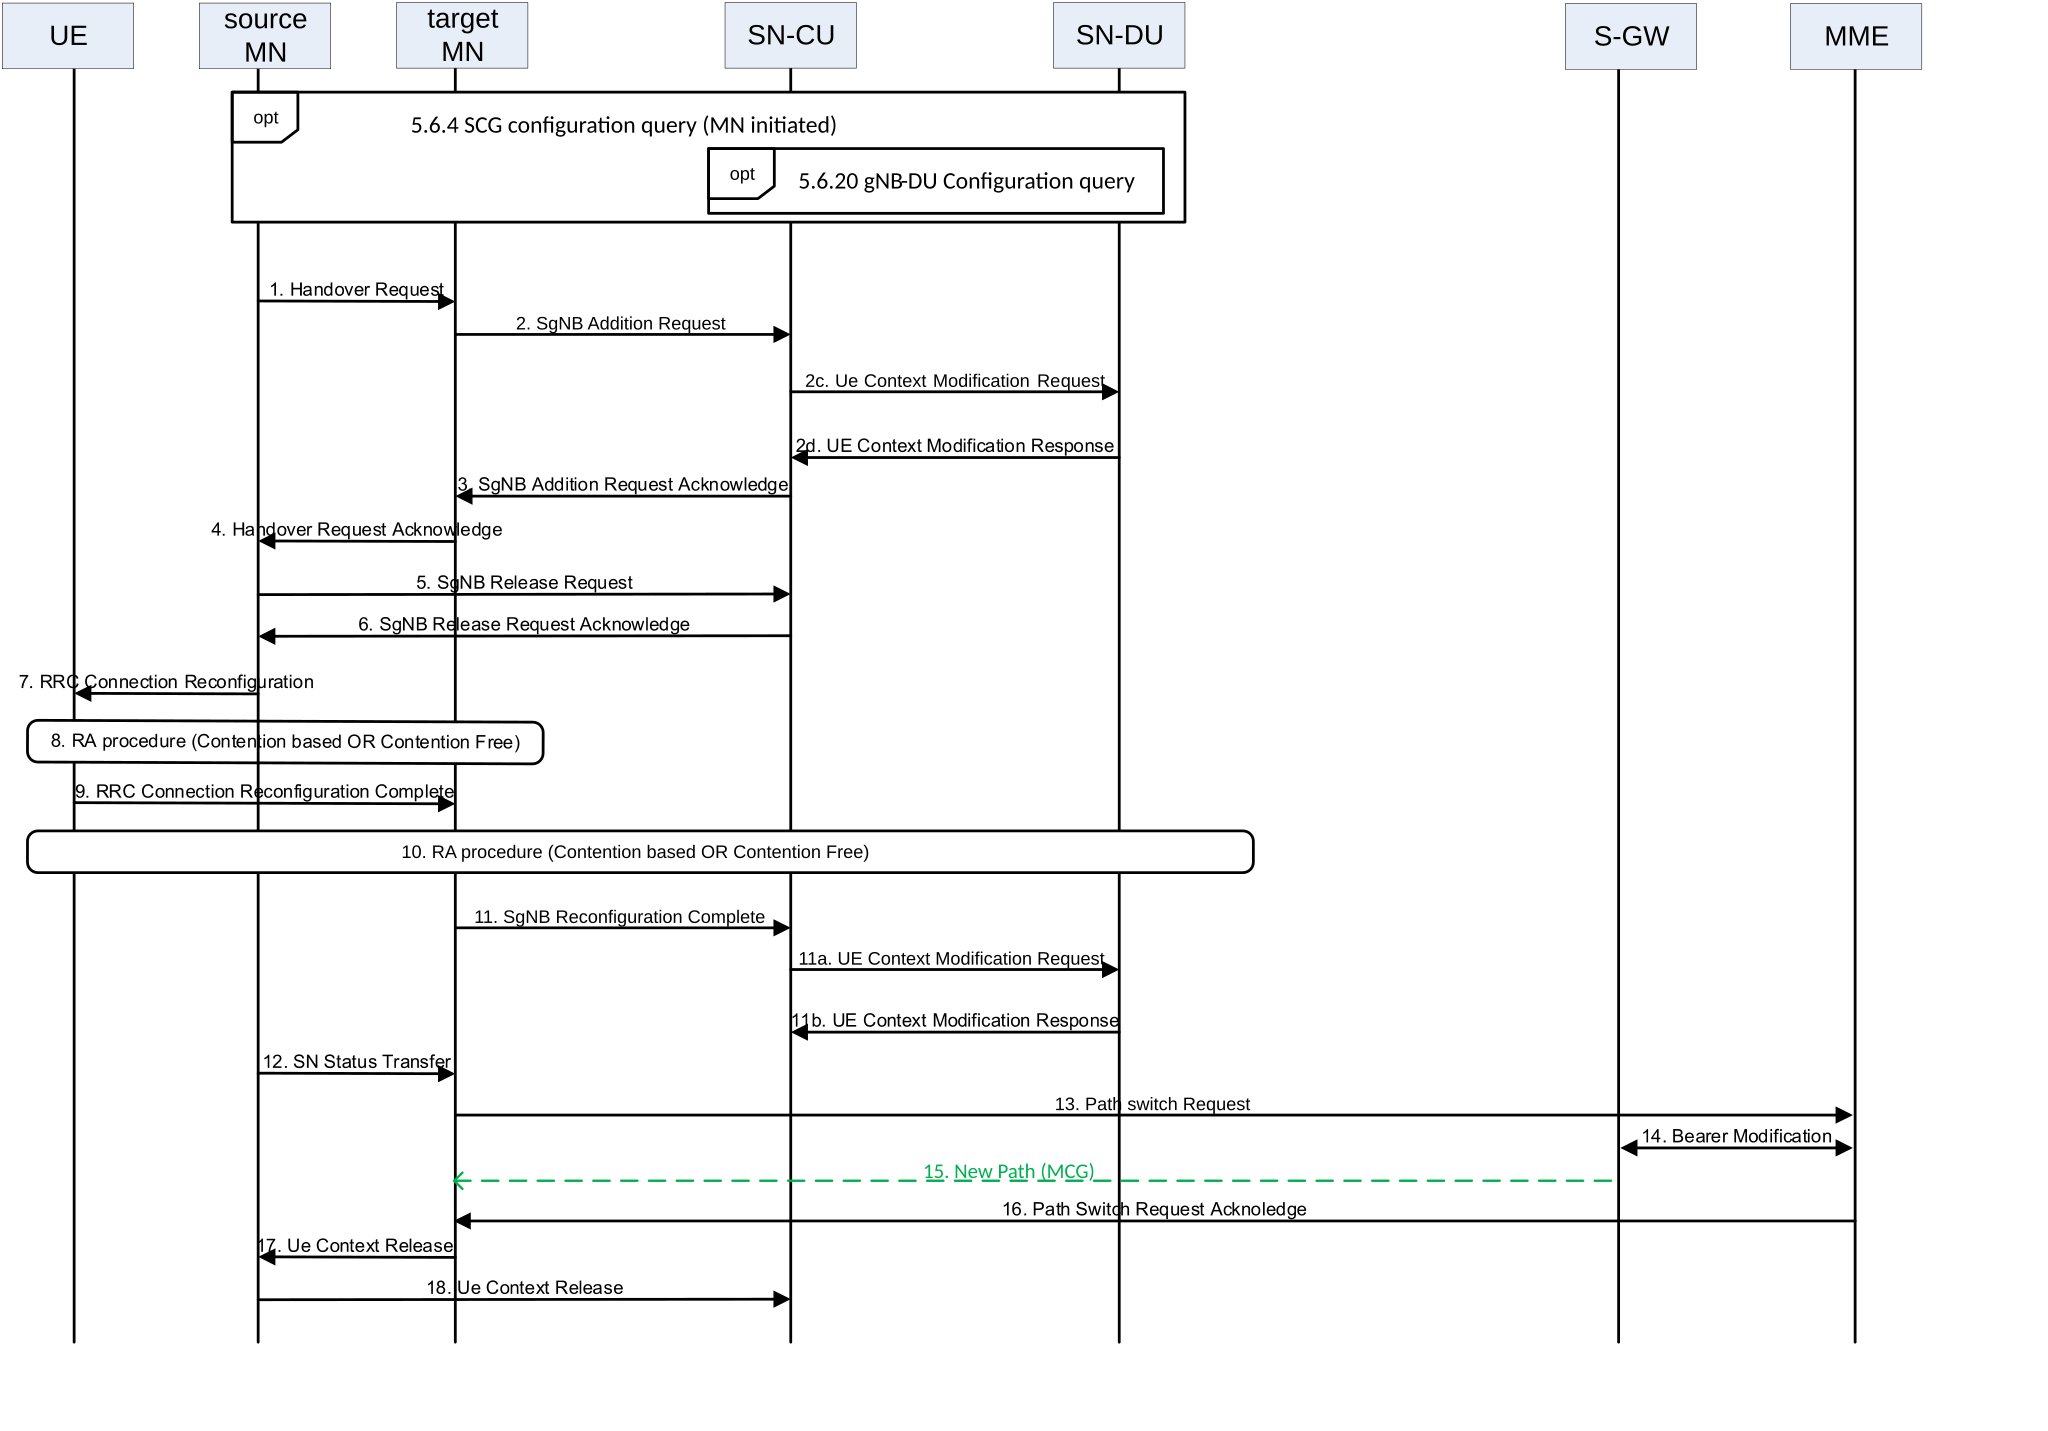 UE
source
MN
target
MN
SN-CU
SN-DU
S-GW
MME
opt
5.6.4 SCG configuration query (MN initiated)
opt
5.6.20 gNB-DU Configuration query
1. Handover Request
2. SgNB Addition Request
2c. Ue Context Modification Request
2d. UE Context Modification Response
3. SgNB Addition Request Acknowledge
4. Handover Request Acknowledge
5. SgNB Release Request
6. SgNB Release Request Acknowledge
7. RRC Connection Reconfiguration
8. RA procedure (Contention based OR Contention Free)
9. RRC Connection Reconfiguration Complete
10. RA procedure (Contention based OR Contention Free)
11. SgNB Reconfiguration Complete
11a. UE Context Modification Request
11b. UE Context Modification Response
12. SN Status Transfer
13. Path switch Request
14. Bearer Modification
15. New Path (MCG)
16. Path Switch Request Acknoledge
17. Ue Context Release
18. Ue Context Release